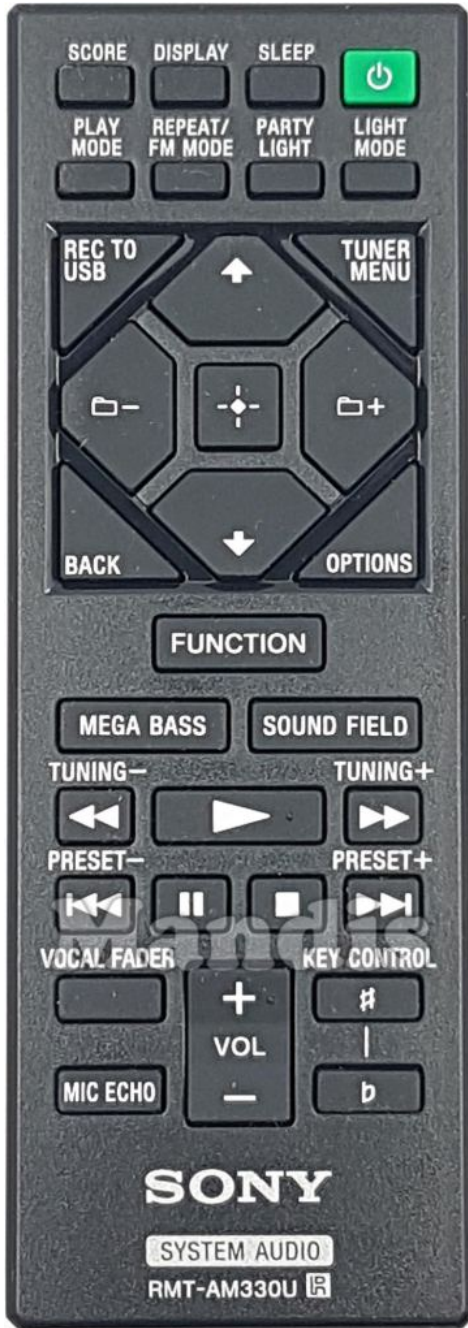 SCORE DISPLAY SLEEP
PLAY MODE REPEAT/ FM MODE PARTY LIGHT LIGHT MODE
REC TO USB TUNER MENU
− +
BACK OPTIONS
FUNCTION
MEGA BASS SOUND FIELD
TUNING− TUNING+
PRESET− PRESET+
Mandis
VOCAL FADER KEY CONTROL
+ ♯
VOL
− ♭
MIC ECHO
SONY
SYSTEM AUDIO
RMT-AM330U